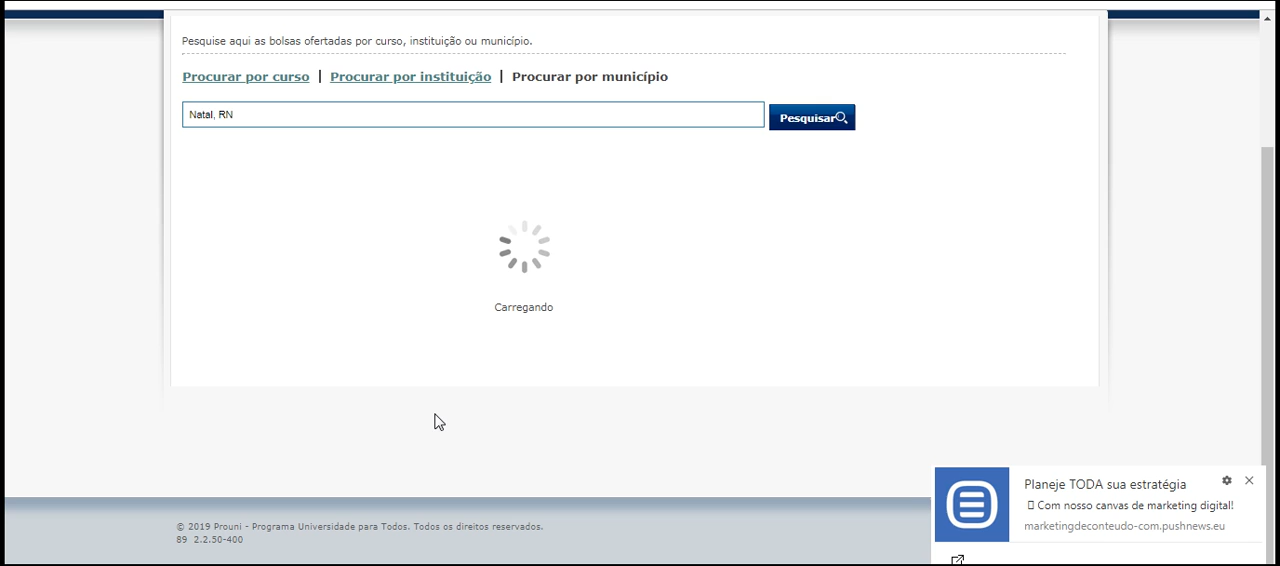 Pesquise aqui as bolsas ofertadas por curso, instituição ou município.
Procurar por curso | Procurar por instituição | Procurar por município
Natal, RN
Pesquisar
Carregando
Planeje TODA sua estratégia
Com nosso canvas de marketing digital!
marketingdeconteudo-com.pushnews.eu
© 2019 Prouni - Programa Universidade para Todos. Todos os direitos reservados.
89 2.2.50-400